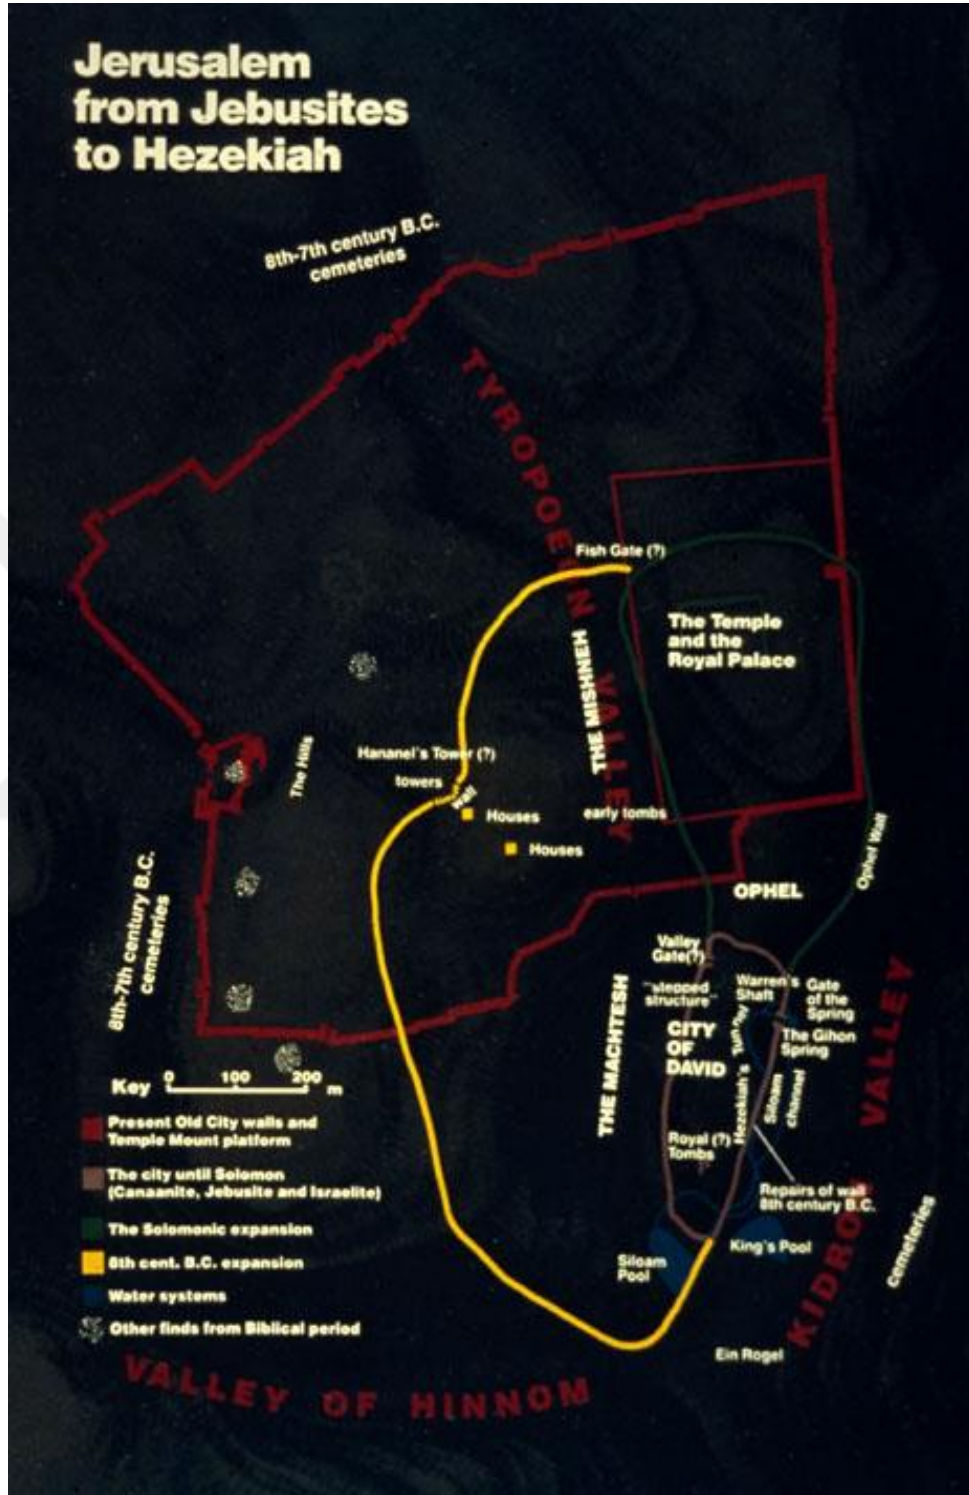 Jerusalem
from Jebusites
to Hezekiah
8th-7th century B.C.
cemeteries
TYROPOEON VALLEY
Fish Gate (?)
The Temple
and the
Royal Palace
THE MISHNEH
Hananel's Tower (?)
towers
wall
The Hills
Houses
early tombs
Houses
Ophel Wall
OPHEL
8th-7th century B.C.
cemeteries
Valley
Gate(?)
"stepped
structure"
Warren's
Shaft
Gate
of the
Spring
THE MACHTESH
CITY
OF
DAVID
Hezekiah's Tunnel
The Gihon
Spring
Siloam
channel
KIDRON VALLEY
Royal (?)
Tombs
Repairs of wall
8th century B.C.
King's Pool
Siloam
Pool
cemeteries
Ein Rogel
Key 0 100 200 m
Present Old City walls and
Temple Mount platform
The city until Solomon
(Canaanite, Jebusite and Israelite)
The Solomonic expansion
8th cent. B.C. expansion
Water systems
Other finds from Biblical period
VALLEY OF HINNOM